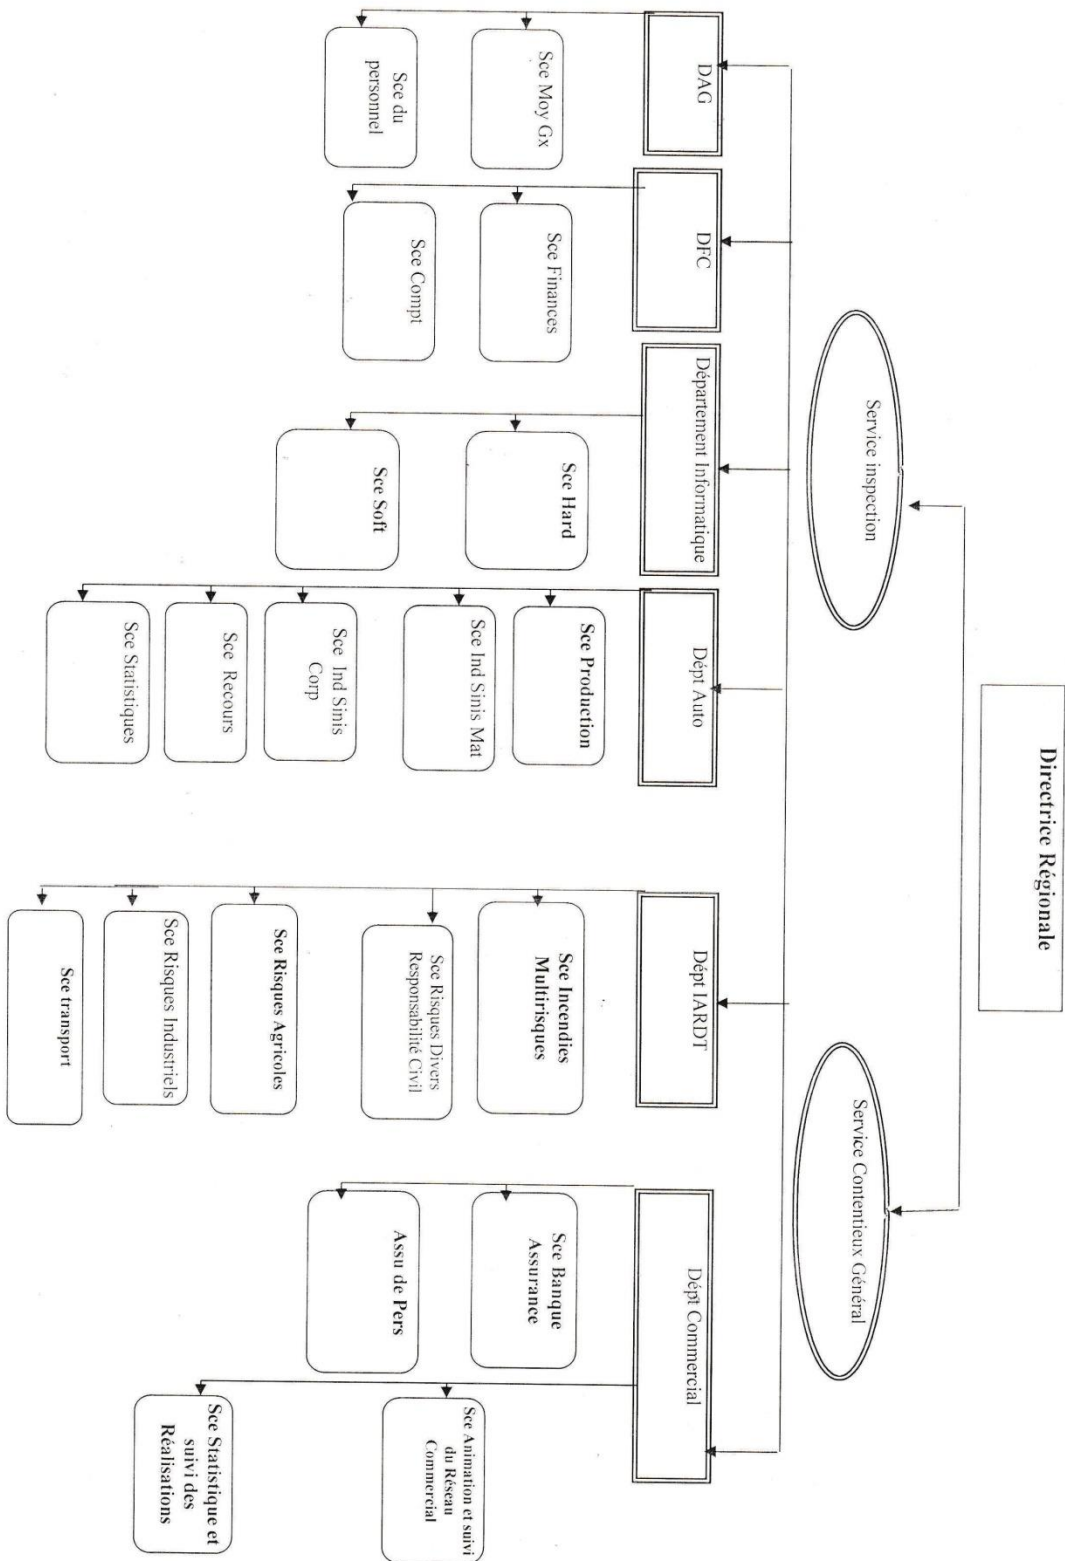 Directrice Régionale
Service inspection
Service Contentieux Général
DAG
DFC
Département Informatique
Dépt Auto
Dépt IARDT
Dépt Commercial
Sce Moy Gx
Sce du
personnel
Sce Finances
Sce Compt
Sce Hard
Sce Soft
Sce Production
Sce Ind Sinis Mat
Sce Ind Sinis
Corp
Sce Recours
Sce Statistiques
Sce Incendies
Multirisques
Sce Risques Divers
Responsabilité Civil
Sce Risques Agricoles
Sce Risques Industriels
Sce transport
Sce Banque
Assurance
Assu de Pers
Sce Animation et suivi
du Réseau
Commercial
Sce Statistique et
suivi des
Réalisations